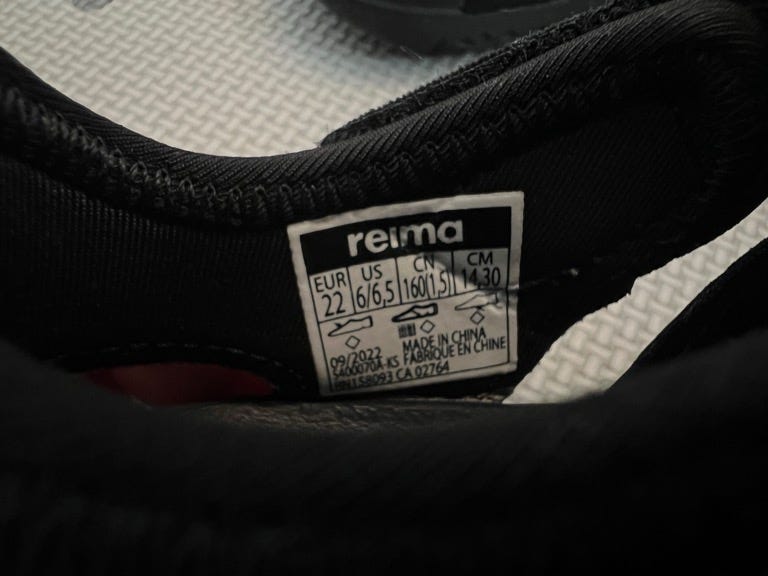 reima
EUR US CN CM
22 6/6,5 160(1,5) 14,30
09/2022 MADE IN CHINA
5400070A-KS FABRIQUE EN CHINE
RN158093 CA 02764